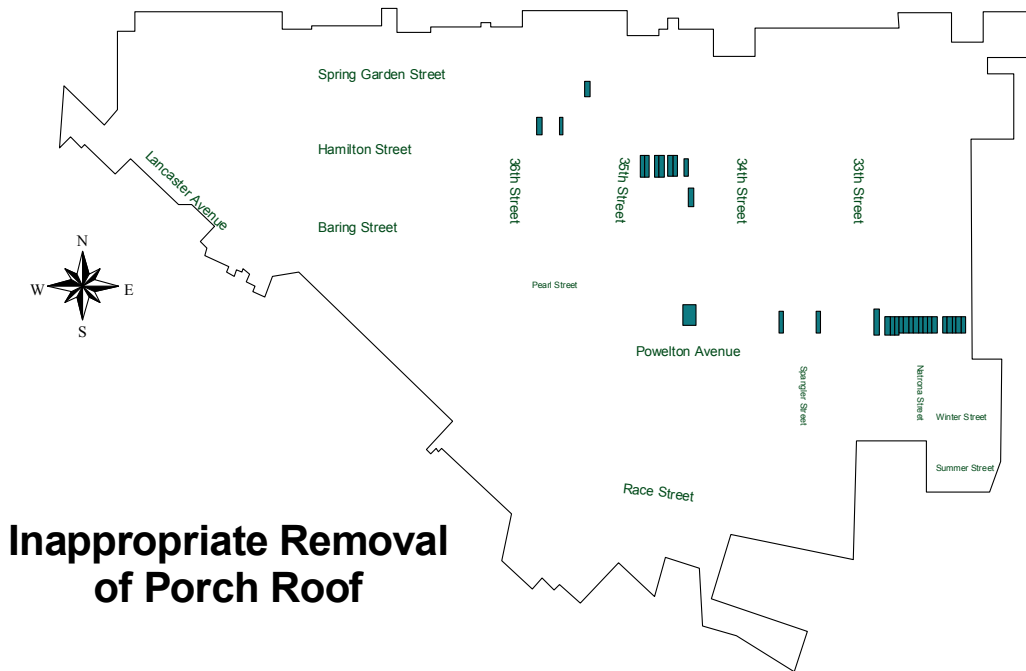 Spring Garden Street
Hamilton Street
Lancaster Avenue
36th Street
35th Street
34th Street
33th Street
Baring Street
N
W
E
S
Pearl Street
Powelton Avenue
Spangler Street
Natrona Street
Winter Street
Summer Street
Race Street
Inappropriate Removal
of Porch Roof